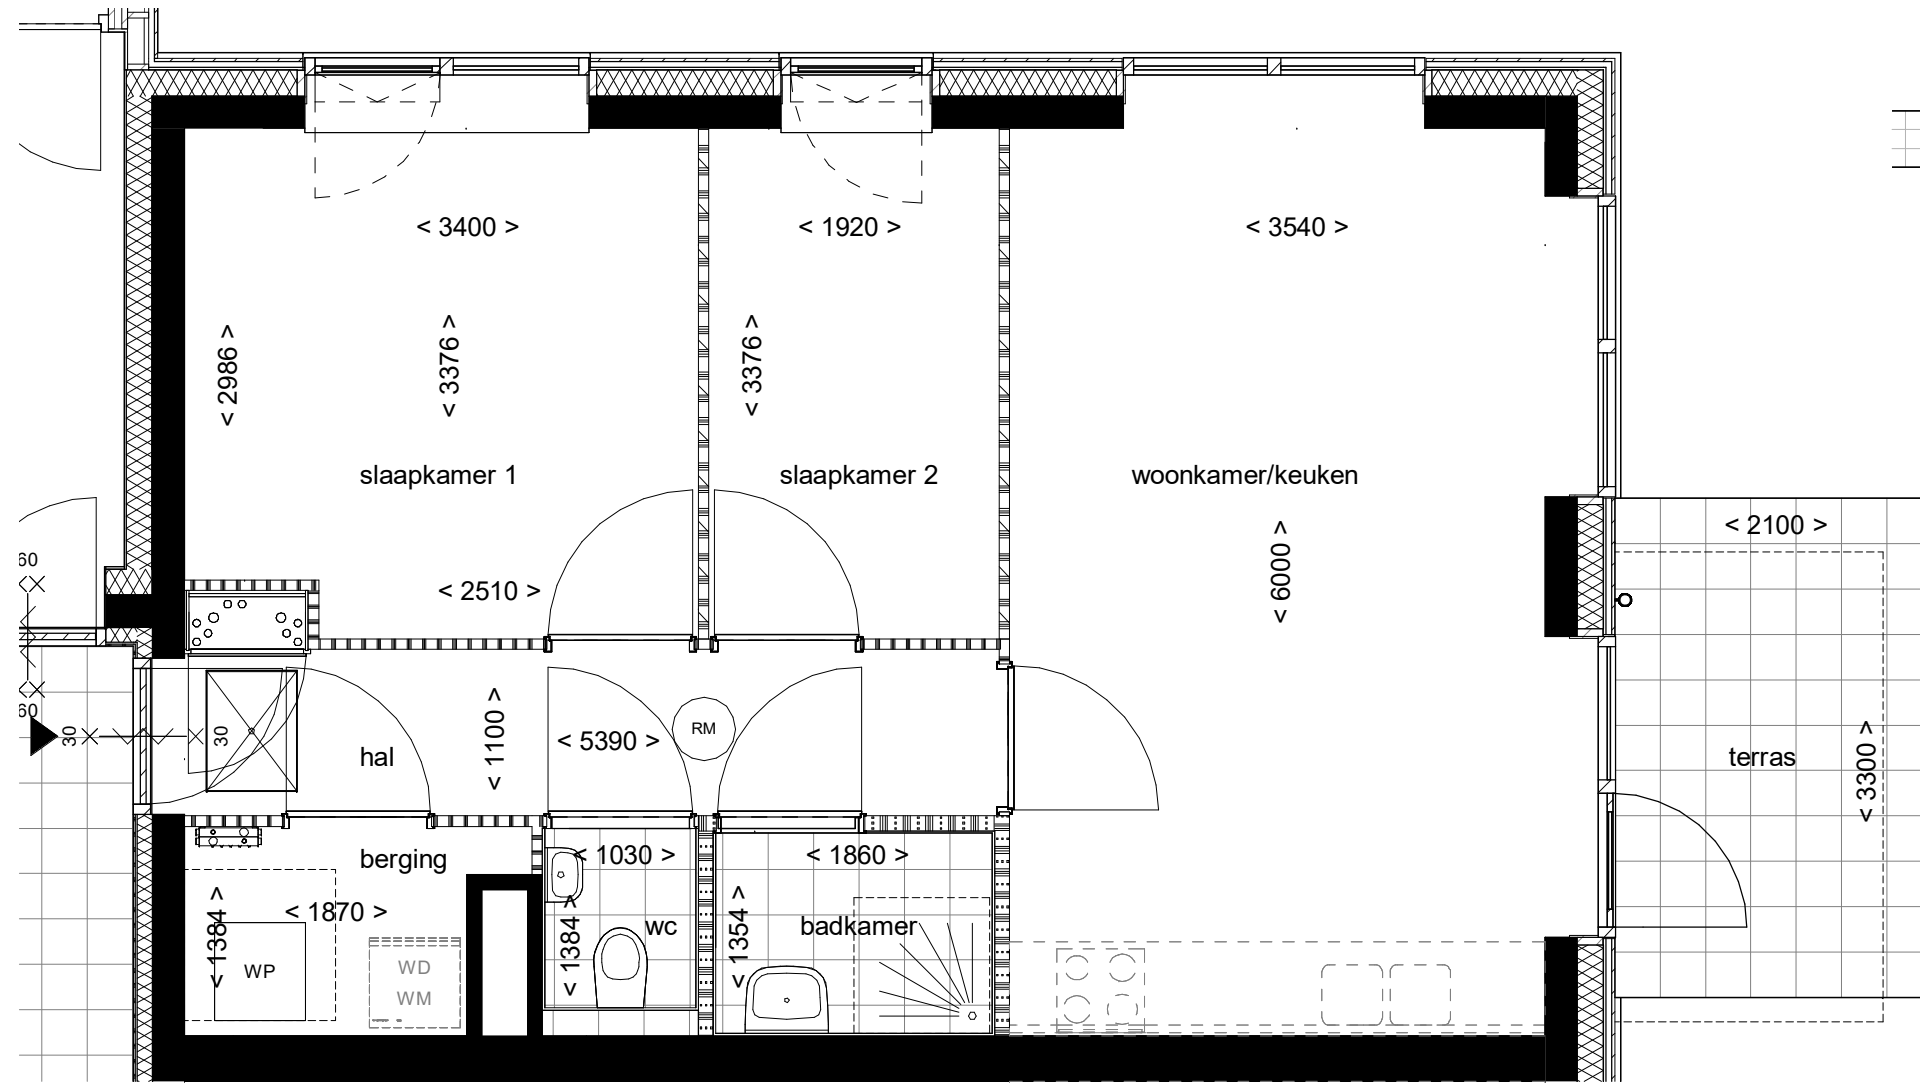 < 3400 >
< 1920 >
< 3540 >
< 2986 >
< 3376 >
< 3376 >
slaapkamer 1
slaapkamer 2
woonkamer/keuken
< 6000 >
< 2100 >
60
< 2510 >
60
30
30
hal
< 1100 >
< 5390 >
RM
terras
< 3300 >
berging
< 1030 >
< 1860 >
< 1384 >
< 1870 >
< 1384 >
wc
< 1354 >
badkamer
WP
WD
WM